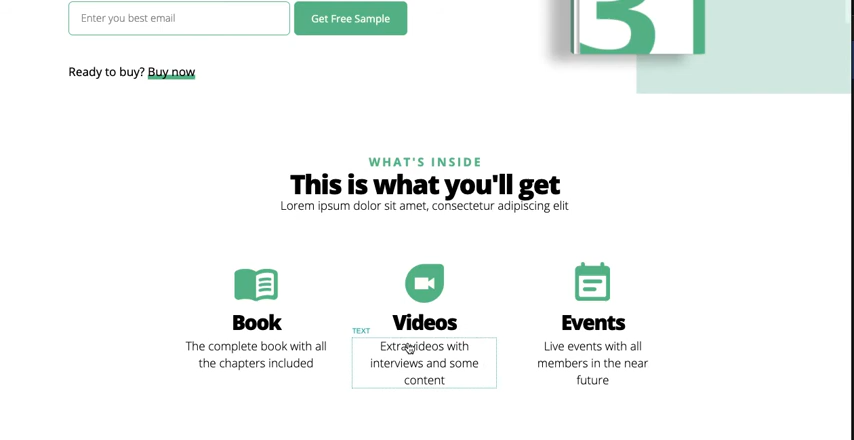 Enter you best email
Get Free Sample
3
Ready to buy? Buy now
WHAT'S INSIDE
This is what you'll get
Lorem ipsum dolor sit amet, consectetur adipiscing elit
Book
The complete book with all
the chapters included
Videos
TEXT
Extra videos with
interviews and some
content
Events
Live events with all
members in the near
future